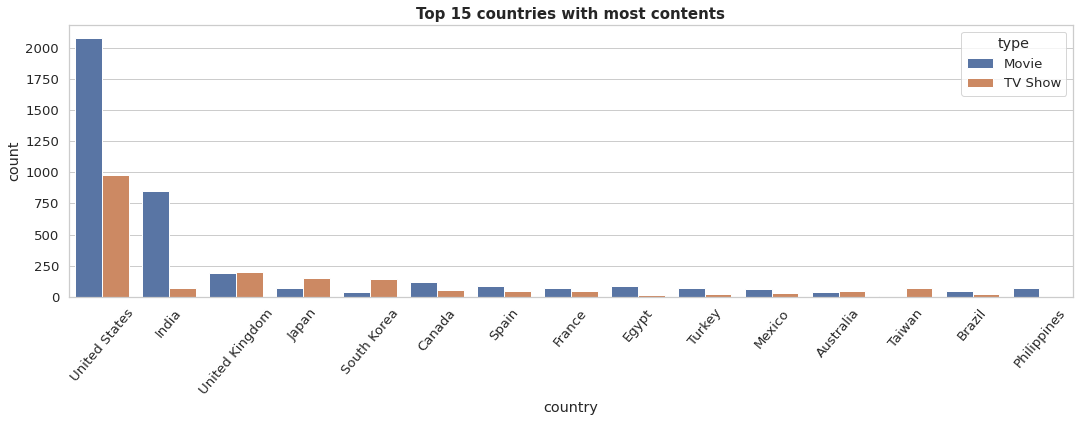 Top 15 countries with most contents
type
Movie
TV Show
count
2000
1750
1500
1250
1000
750
500
250
0
United States
India
United Kingdom
Japan
South Korea
Canada
Spain
France
Egypt
Turkey
Mexico
Australia
Taiwan
Brazil
Philippines
country